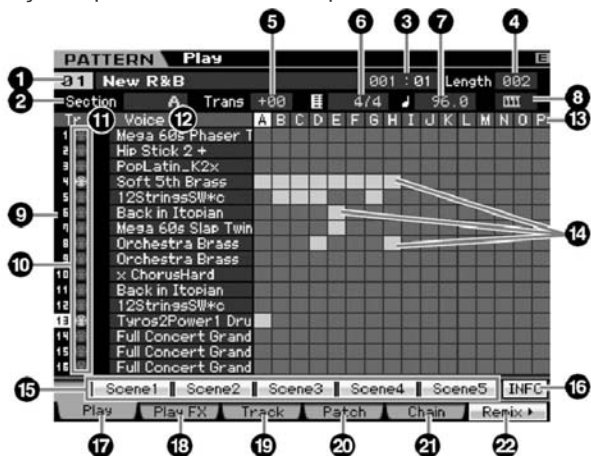 5 6 3 7 4
PATTERN Play E
1 01 New R&B 001 : 01 Length 002
2 Section A Trans +00 4/4 96.0 8
Tr 11 Voice 12 A B C D E F G H I J K L M N O P 13
1 Mega 60s Phaser T
2 Hip Stick 2 +
3 PopLatin_K2x
4 Soft 5th Brass
5 12StringsSW*c
9 6 Back in Itopian
7 Mega 60s Slap Twin 14
10 8 Orchestra Brass
9 Orchestra Brass
10 x ChorusHard
11 Back in Itopian
12 12StringsSW*c
13 Tyros2Power1 Dru
14 Full Concert Grand
15 Full Concert Grand
16 Full Concert Grand
15 Scene1 Scene2 Scene3 Scene4 Scene5 INFO 16
Play Play FX Track Patch Chain Remix
17 18 19 20 21 22